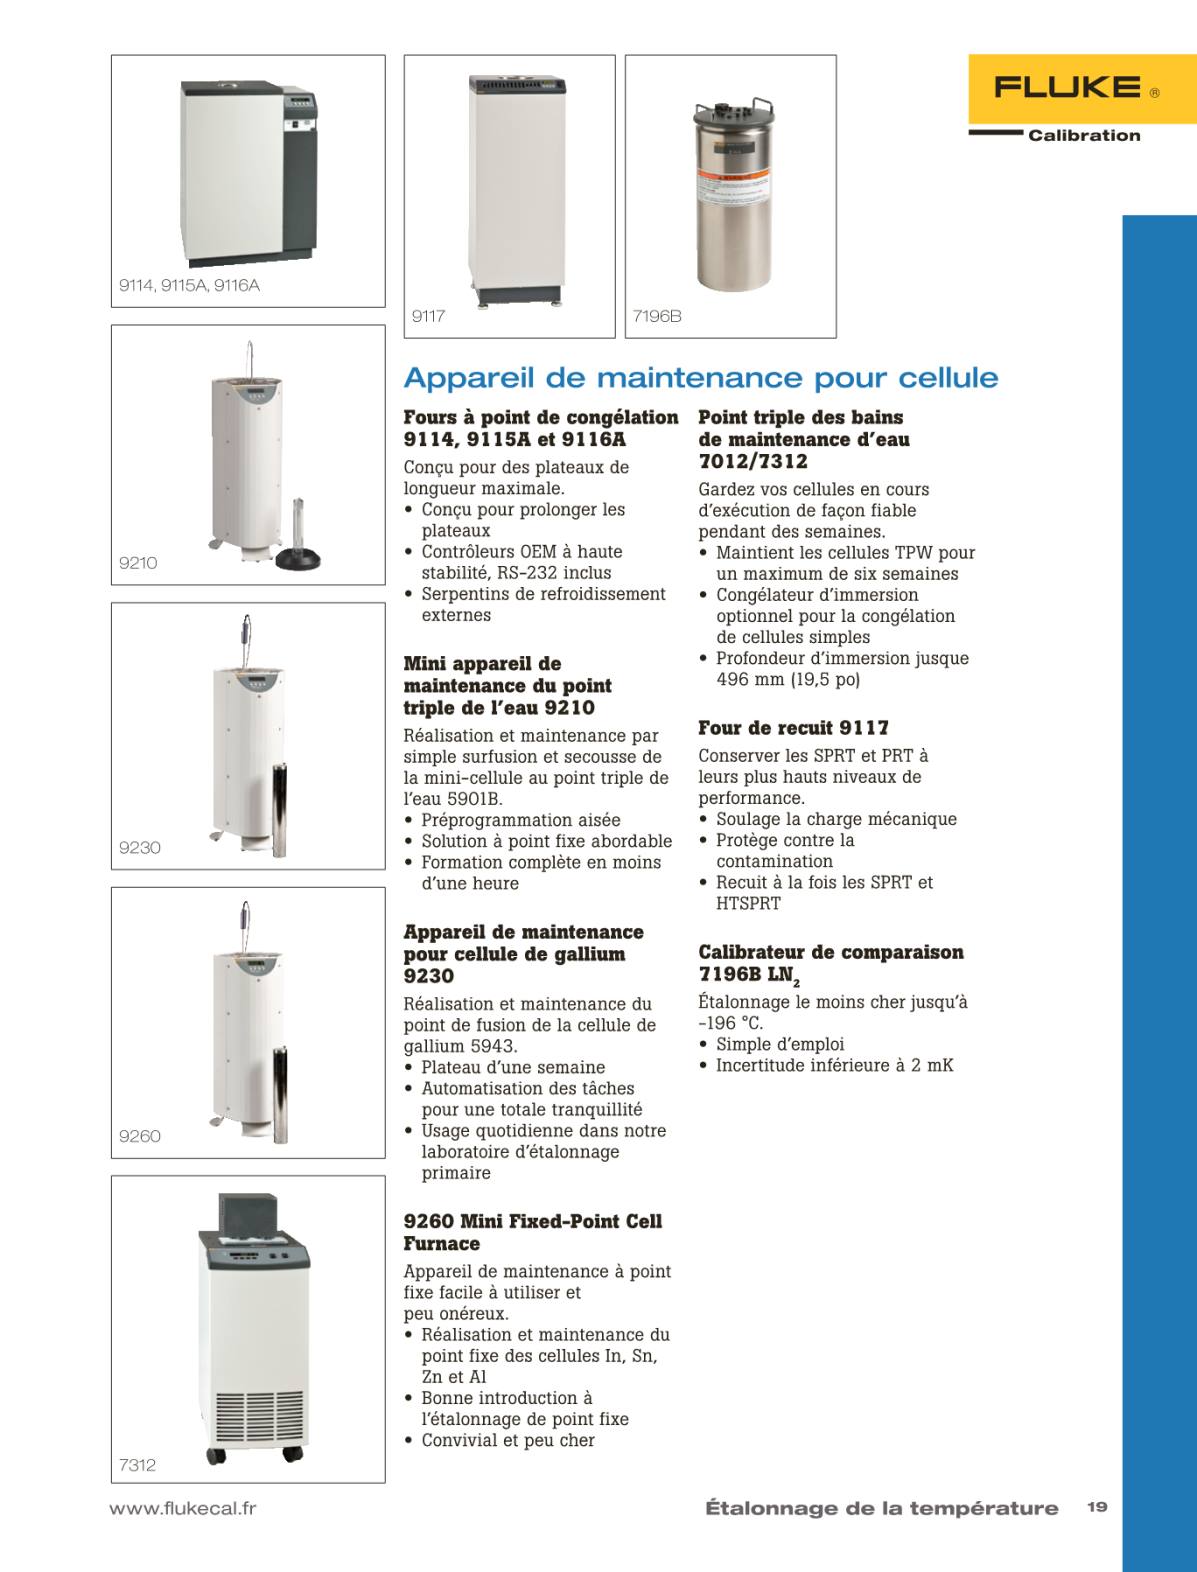 FLUKE ®
Calibration
9114, 9115A, 9116A
9117
7196B
9210
9230
9260
7312
Appareil de maintenance pour cellule
Fours à point de congélation
9114, 9115A et 9116A
Conçu pour des plateaux de
longueur maximale.
• Conçu pour prolonger les
plateaux
• Contrôleurs OEM à haute
stabilité, RS-232 inclus
• Serpentins de refroidissement
externes
Mini appareil de
maintenance du point
triple de l’eau 9210
Réalisation et maintenance par
simple surfusion et secousse de
la mini-cellule au point triple de
l’eau 5901B.
• Préprogrammation aisée
• Solution à point fixe abordable
• Formation complète en moins
d’une heure
Appareil de maintenance
pour cellule de gallium
9230
Réalisation et maintenance du
point de fusion de la cellule de
gallium 5943.
• Plateau d’une semaine
• Automatisation des tâches
pour une totale tranquillité
• Usage quotidienne dans notre
laboratoire d’étalonnage
primaire
9260 Mini Fixed-Point Cell
Furnace
Appareil de maintenance à point
fixe facile à utiliser et
peu onéreux.
• Réalisation et maintenance du
point fixe des cellules In, Sn,
Zn et Al
• Bonne introduction à
l’étalonnage de point fixe
• Convivial et peu cher
Point triple des bains
de maintenance d’eau
7012/7312
Gardez vos cellules en cours
d’exécution de façon fiable
pendant des semaines.
• Maintient les cellules TPW pour
un maximum de six semaines
• Congélateur d’immersion
optionnel pour la congélation
de cellules simples
• Profondeur d’immersion jusque
496 mm (19,5 po)
Four de recuit 9117
Conserver les SPRT et PRT à
leurs plus hauts niveaux de
performance.
• Soulage la charge mécanique
• Protège contre la
contamination
• Recuit à la fois les SPRT et
HTSPRT
Calibrateur de comparaison
7196B LN2
Étalonnage le moins cher jusqu’à
-196 °C.
• Simple d’emploi
• Incertitude inférieure à 2 mK
www.flukecal.fr
Étalonnage de la température 19